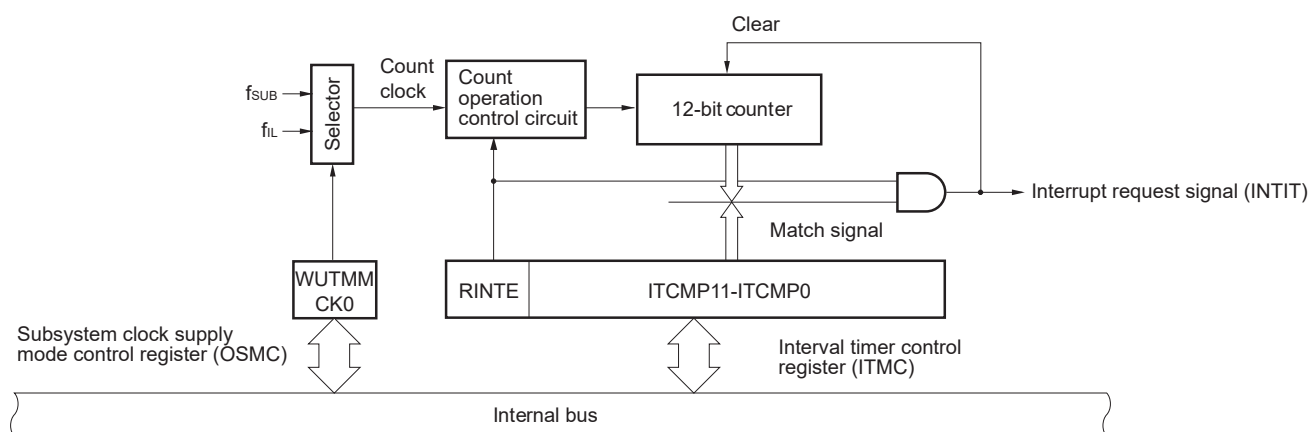 Clear
Count
clock
fSUB
fIL
Selector
Count
operation
control circuit
12-bit counter
Interrupt request signal (INTIT)
Match signal
WUTMM
CK0
RINTE
ITCMP11-ITCMP0
Subsystem clock supply
mode control register (OSMC)
Interval timer control
register (ITMC)
Internal bus